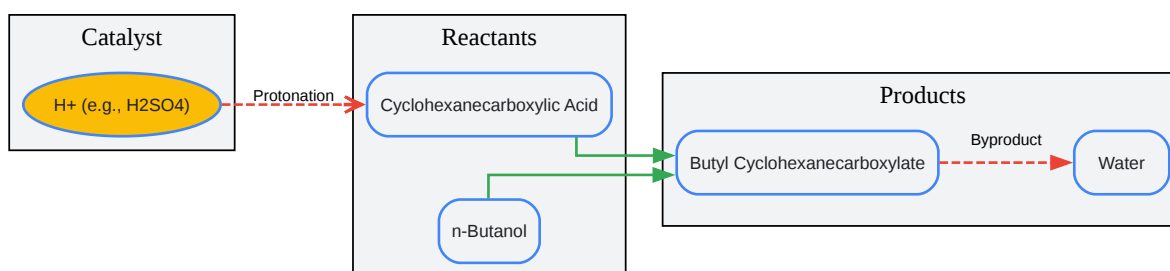 Catalyst
H+ (e.g., H2SO4)
Protonation
Reactants
Cyclohexanecarboxylic Acid
n-Butanol
Products
Butyl Cyclohexanecarboxylate
Byproduct
Water